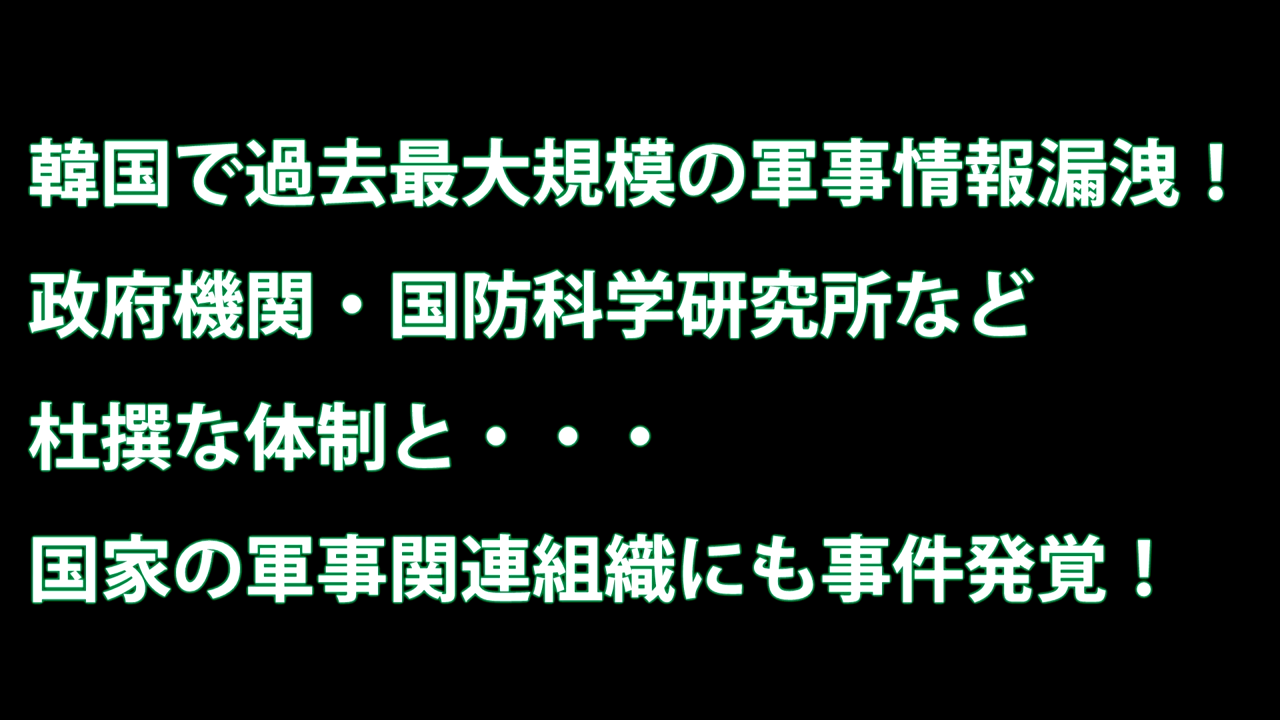 韓国で過去最大規模の軍事情報漏洩！
政府機関・国防科学研究所など
杜撰な体制と・・・
国家の軍事関連組織にも事件発覚！